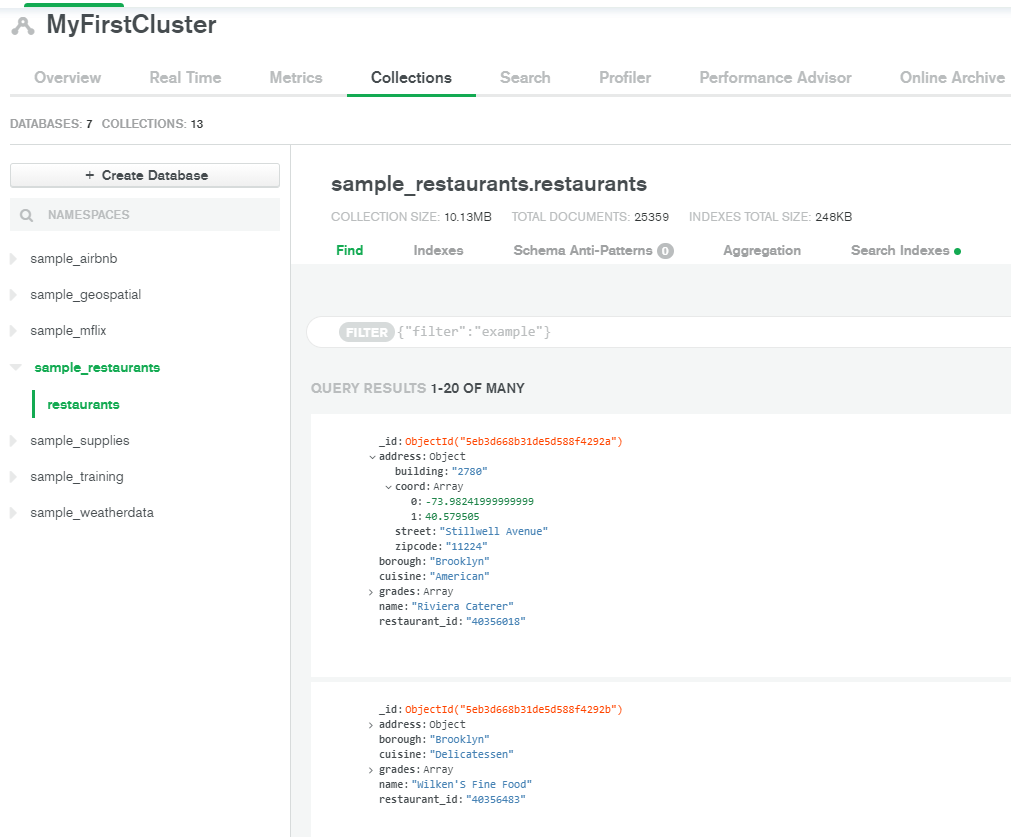 MyFirstCluster
Overview Real Time Metrics Collections Search Profiler Performance Advisor Online Archive
DATABASES: 7 COLLECTIONS: 13
+ Create Database
NAMESPACES
sample_airbnb
sample_geospatial
sample_mflix
sample_restaurants
restaurants
sample_supplies
sample_training
sample_weatherdata
sample_restaurants.restaurants
COLLECTION SIZE: 10.13MB TOTAL DOCUMENTS: 25359 INDEXES TOTAL SIZE: 248KB
Find Indexes Schema Anti-Patterns 0 Aggregation Search Indexes
FILTER {"filter":"example"}
QUERY RESULTS 1-20 OF MANY
_id: ObjectId("5eb3d668b31de5d588f4292a")
address: Object
building: "2780"
coord: Array
0: -73.98241999999999
1: 40.579505
street: "Stillwell Avenue"
zipcode: "11224"
borough: "Brooklyn"
cuisine: "American"
grades: Array
name: "Riviera Caterer"
restaurant_id: "40356018"
_id: ObjectId("5eb3d668b31de5d588f4292b")
address: Object
borough: "Brooklyn"
cuisine: "Delicatessen"
grades: Array
name: "Wilken'S Fine Food"
restaurant_id: "40356483"